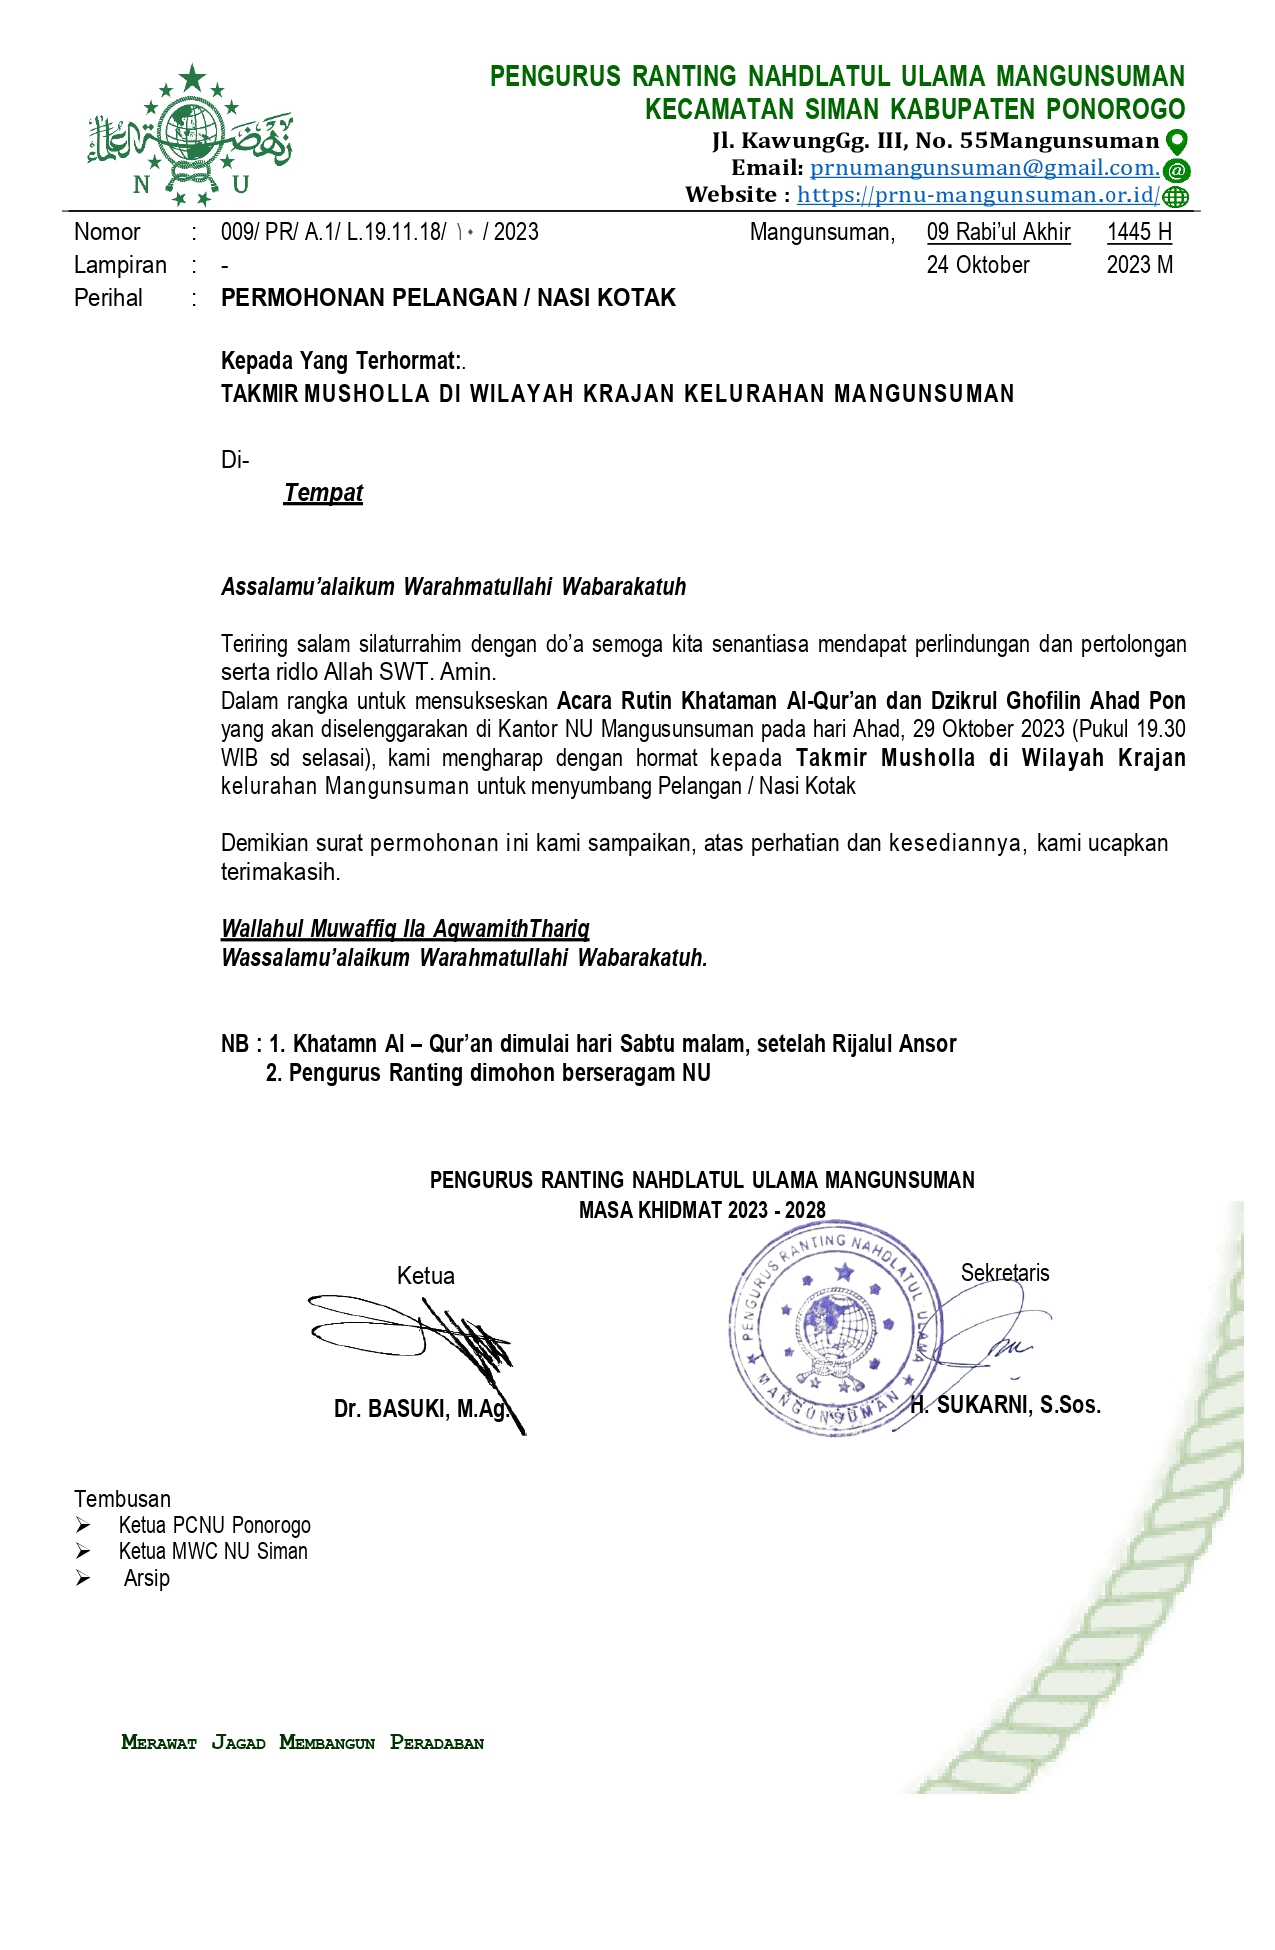 PENGURUS RANTING NAHDLATUL ULAMA MANGUNSUMAN
KECAMATAN SIMAN KABUPATEN PONOROGO
Jl. KawungGg. III, No. 55Mangunsuman
Email: prnumangunsuman@gmail.com.
Website : https://prnu-mangunsuman.or.id/
N U
Nomor : 009/ PR/ A.1/ L.19.11.18/ ١٠ / 2023 Mangunsuman, 09 Rabi’ul Akhir 1445 H
Lampiran : - 24 Oktober 2023 M
Perihal : PERMOHONAN PELANGAN / NASI KOTAK
Kepada Yang Terhormat:.
TAKMIR MUSHOLLA DI WILAYAH KRAJAN KELURAHAN MANGUNSUMAN
Di-
Tempat
Assalamu’alaikum Warahmatullahi Wabarakatuh
Teriring salam silaturrahim dengan do’a semoga kita senantiasa mendapat perlindungan dan pertolongan
serta ridlo Allah SWT. Amin.
Dalam rangka untuk mensukseskan Acara Rutin Khataman Al-Qur’an dan Dzikrul Ghofilin Ahad Pon
yang akan diselenggarakan di Kantor NU Mangusunsuman pada hari Ahad, 29 Oktober 2023 (Pukul 19.30
WIB sd selasai), kami mengharap dengan hormat kepada Takmir Musholla di Wilayah Krajan
kelurahan Mangunsuman untuk menyumbang Pelangan / Nasi Kotak
Demikian surat permohonan ini kami sampaikan, atas perhatian dan kesediannya, kami ucapkan
terimakasih.
Wallahul Muwaffiq Ila AqwamithThariq
Wassalamu’alaikum Warahmatullahi Wabarakatuh.
NB : 1. Khatamn Al – Qur’an dimulai hari Sabtu malam, setelah Rijalul Ansor
2. Pengurus Ranting dimohon berseragam NU
PENGURUS RANTING NAHDLATUL ULAMA MANGUNSUMAN
MASA KHIDMAT 2023 - 2028
Ketua
Sekretaris
PENGURUS RANTING NAHDLATUL ULAMA
MANGUNSUMAN
Dr. BASUKI, M.Ag.
H. SUKARNI, S.Sos.
Tembusan
➢ Ketua PCNU Ponorogo
➢ Ketua MWC NU Siman
➢ Arsip
MERAWAT JAGAD MEMBANGUN PERADABAN